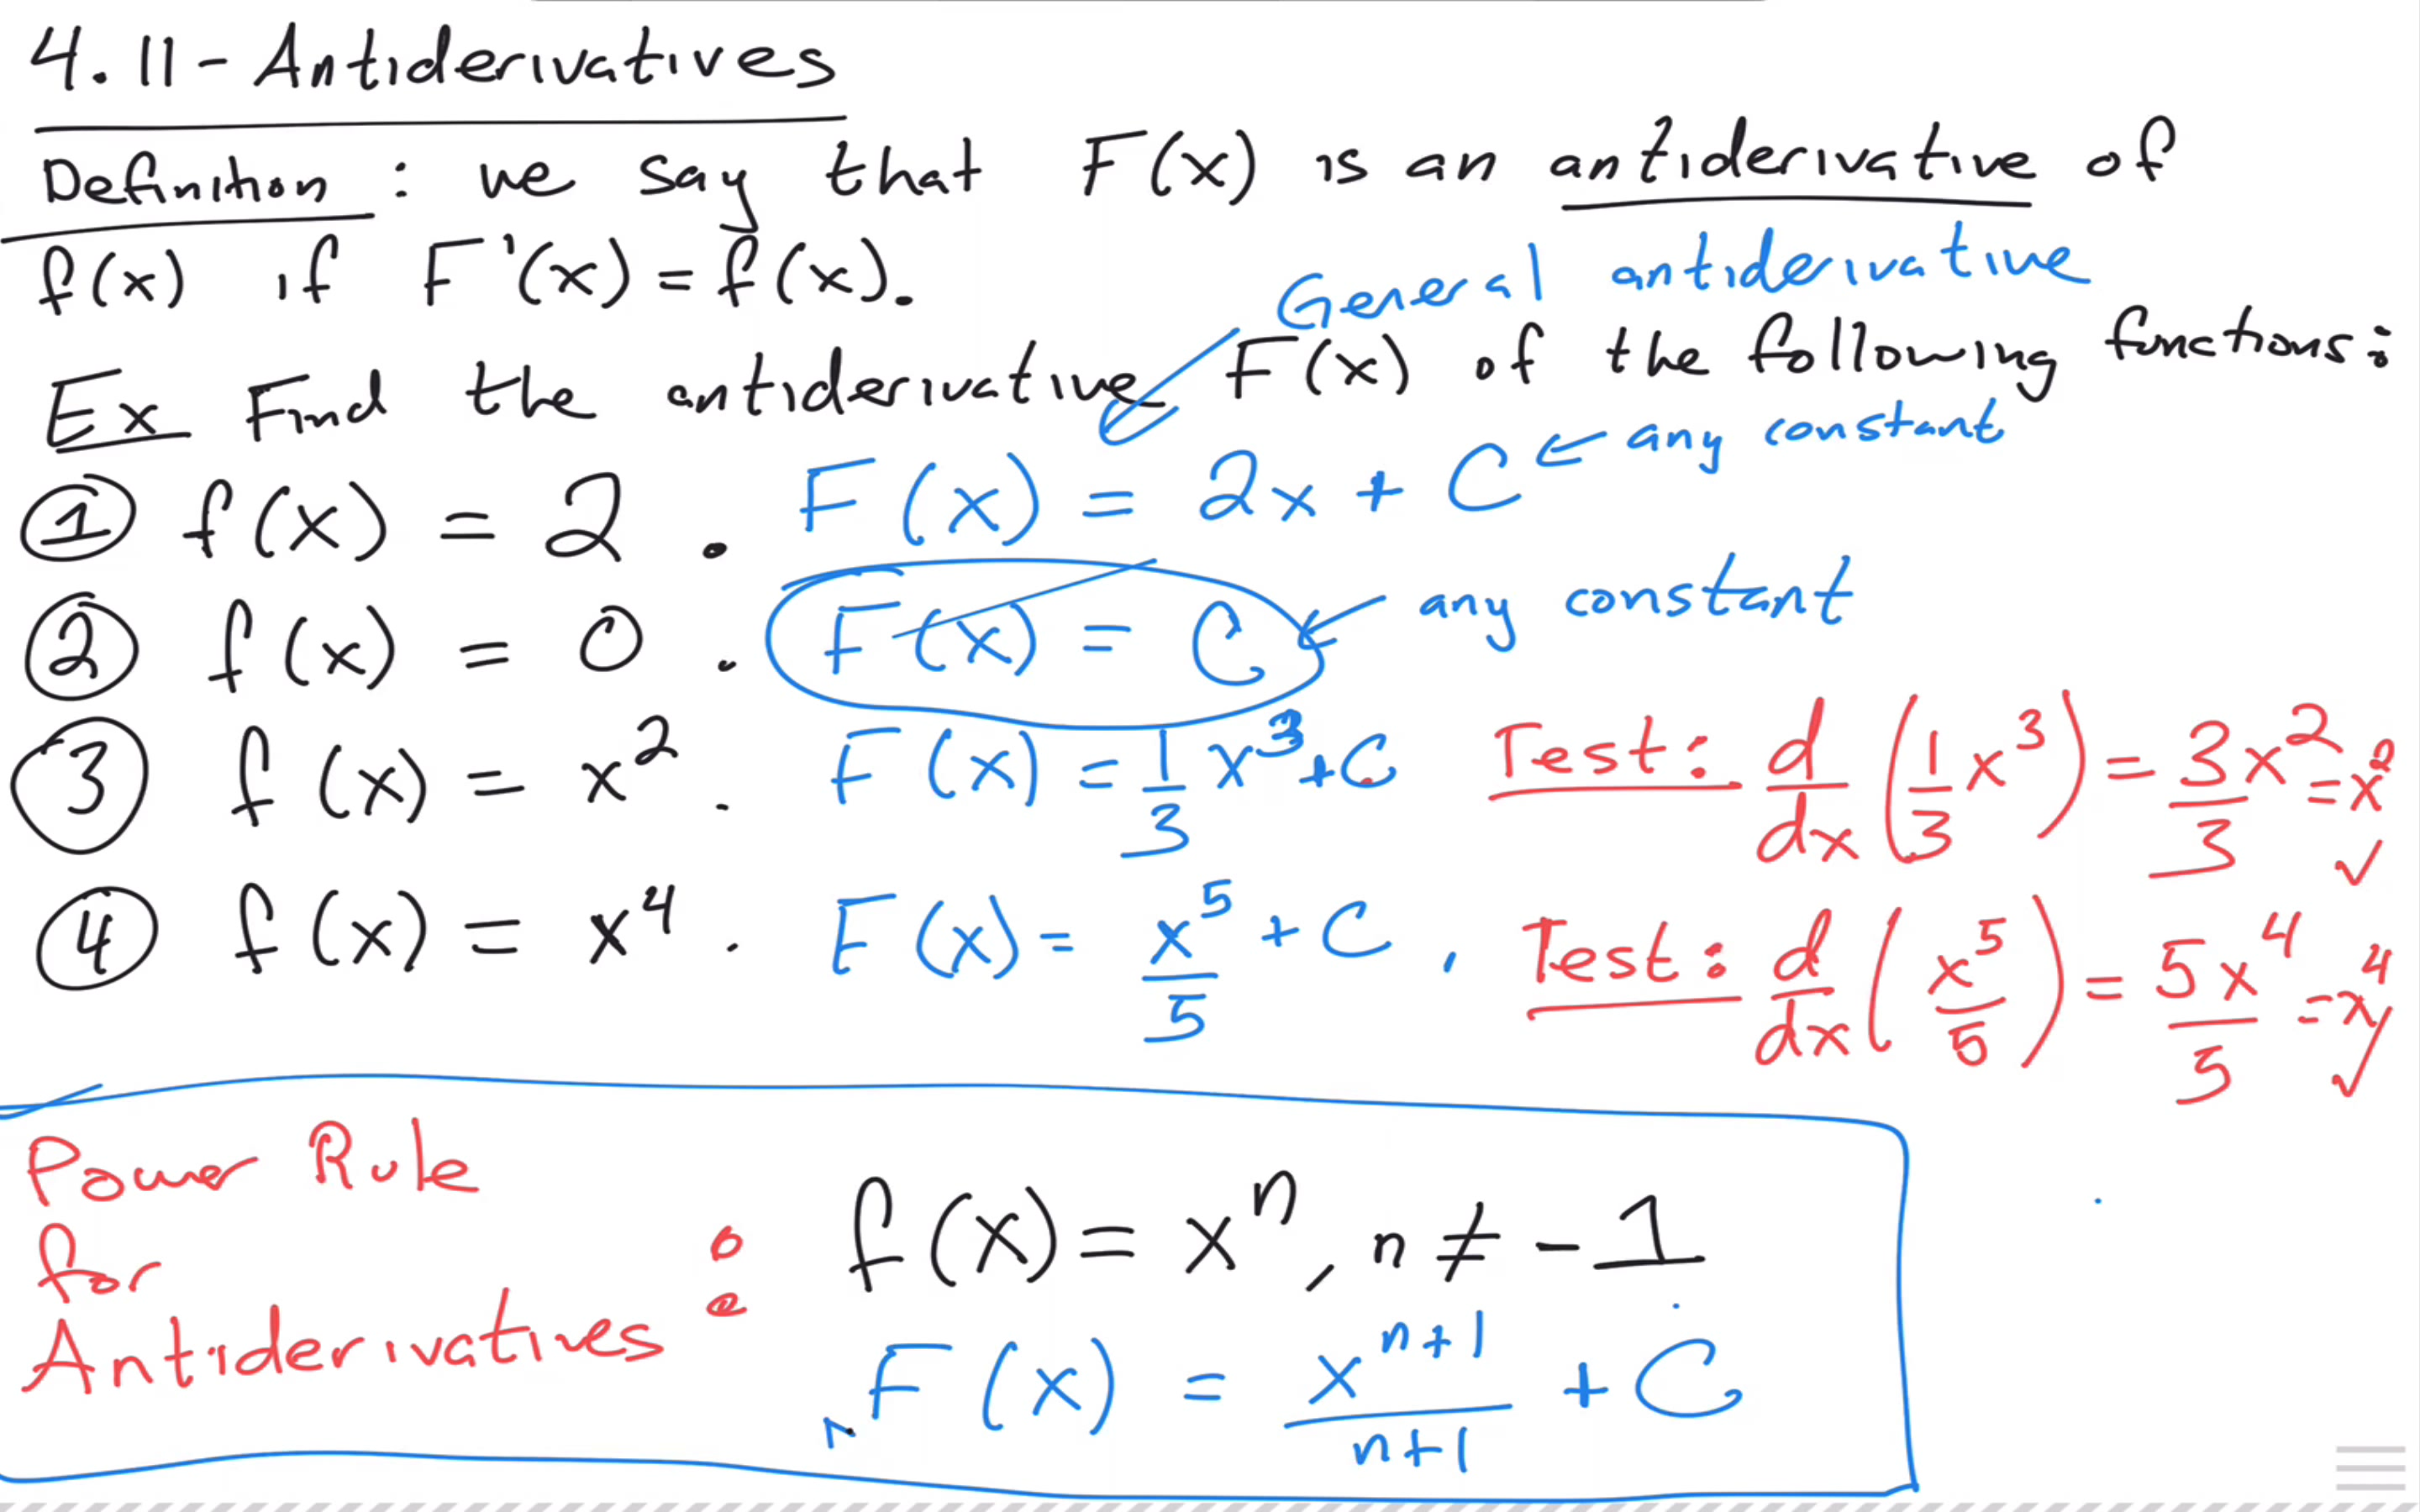 4.11 - Antiderivatives
Definition: we say that F(x) is an antiderivative of
f(x) if F'(x) = f(x).
General antiderivative
Ex Find the antiderivative F(x) of the following functions:
① f(x) = 2. F(x) = 2x + C ← any constant
② f(x) = 0. F(x) = C ← any constant
③ f(x) = x². F(x) = 1/3 x³ + C Test: d/dx (1/3 x³) = 3x²/3 = x² ✓
④ f(x) = x⁴. F(x) = x⁵/5 + C, Test: d/dx (x⁵/5) = 5x⁴/5 = x⁴ ✓
Power Rule
for
Antiderivatives:
f(x) = xⁿ, n ≠ -1
F(x) = xⁿ⁺¹/(n+1) + C